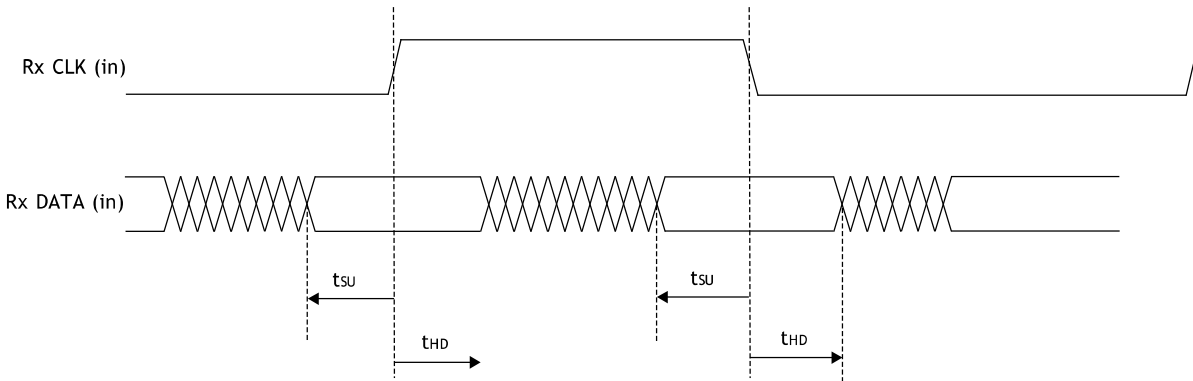 Rx CLK (in)
Rx DATA (in)
tSU
tSU
tHD
tHD